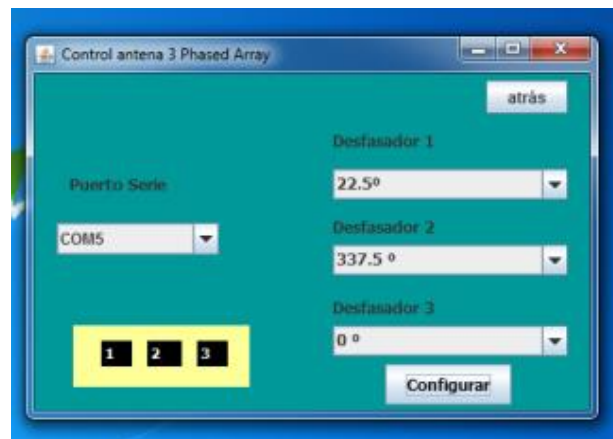 Control antena 3 Phased Array
atrás
Desfasador 1
Puerto Serie
22.5º
COM5
Desfasador 2
337.5 º
Desfasador 3
0 º
1 2 3
Configurar